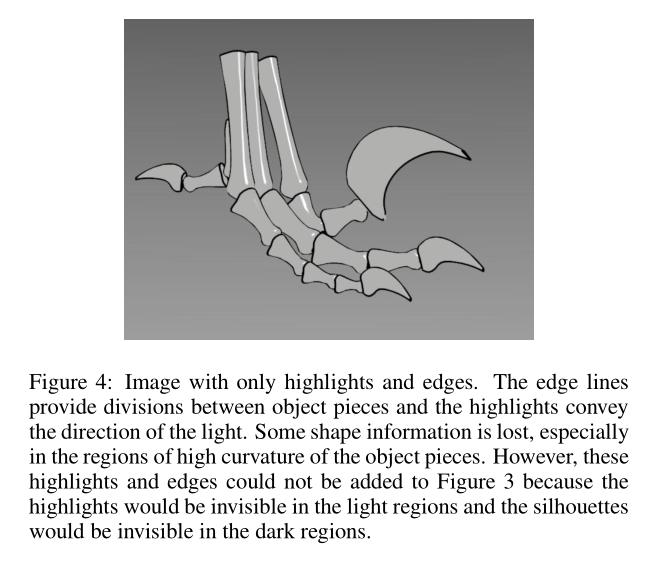 Figure 4: Image with only highlights and edges. The edge lines
provide divisions between object pieces and the highlights convey
the direction of the light. Some shape information is lost, especially
in the regions of high curvature of the object pieces. However, these
highlights and edges could not be added to Figure 3 because the
highlights would be invisible in the light regions and the silhouettes
would be invisible in the dark regions.